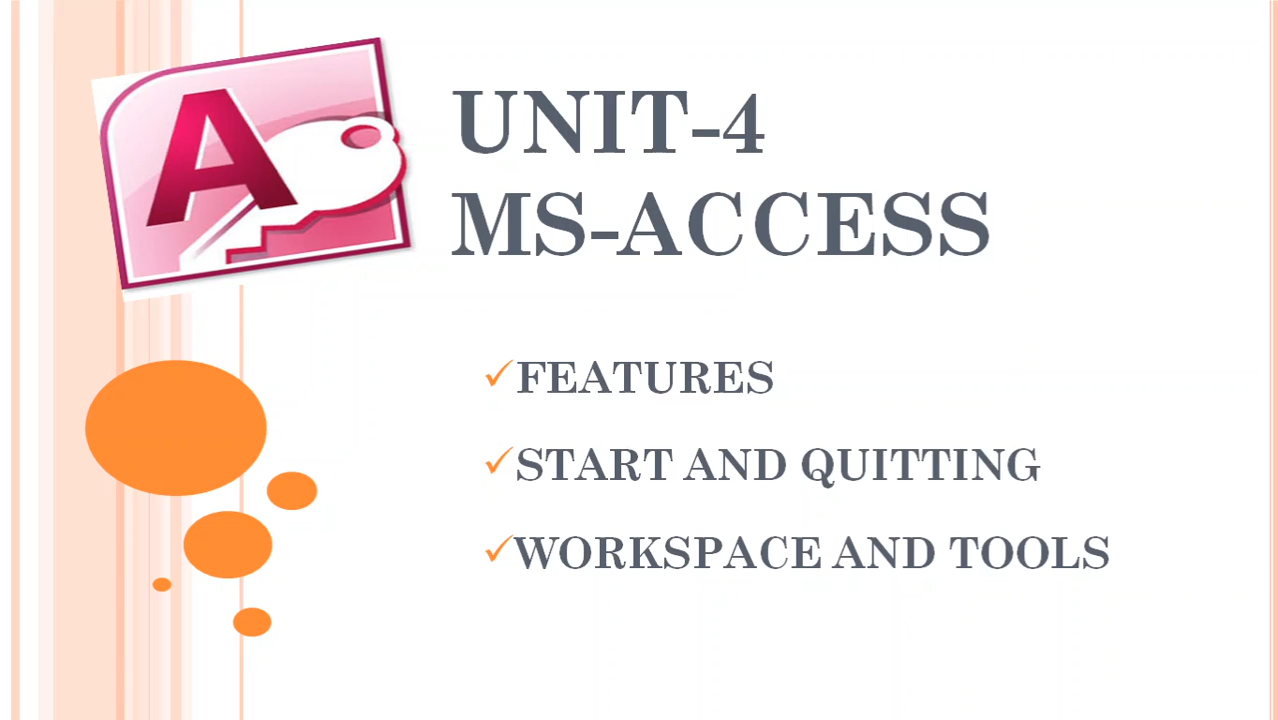 A
UNIT-4
MS-ACCESS
✓FEATURES
✓START AND QUITTING
✓WORKSPACE AND TOOLS